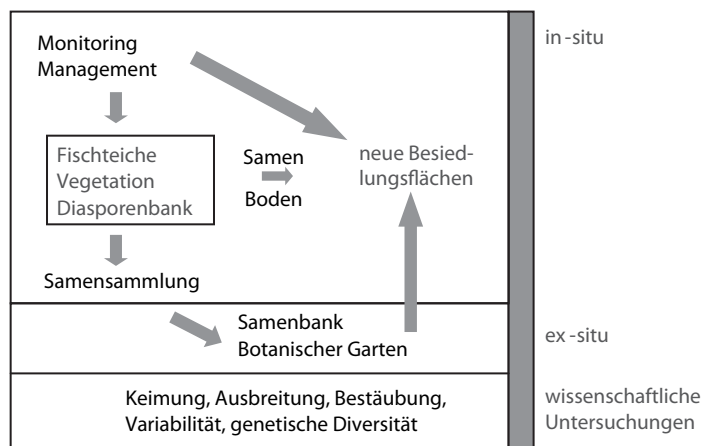 Monitoring
Management
in-situ
Fischteiche
Vegetation
Diasporenbank
Samen
Boden
neue Besied-
lungsflächen
Samensammlung
Samenbank
Botanischer Garten
ex-situ
Keimung, Ausbreitung, Bestäubung,
Variabilität, genetische Diversität
wissenschaftliche
Untersuchungen